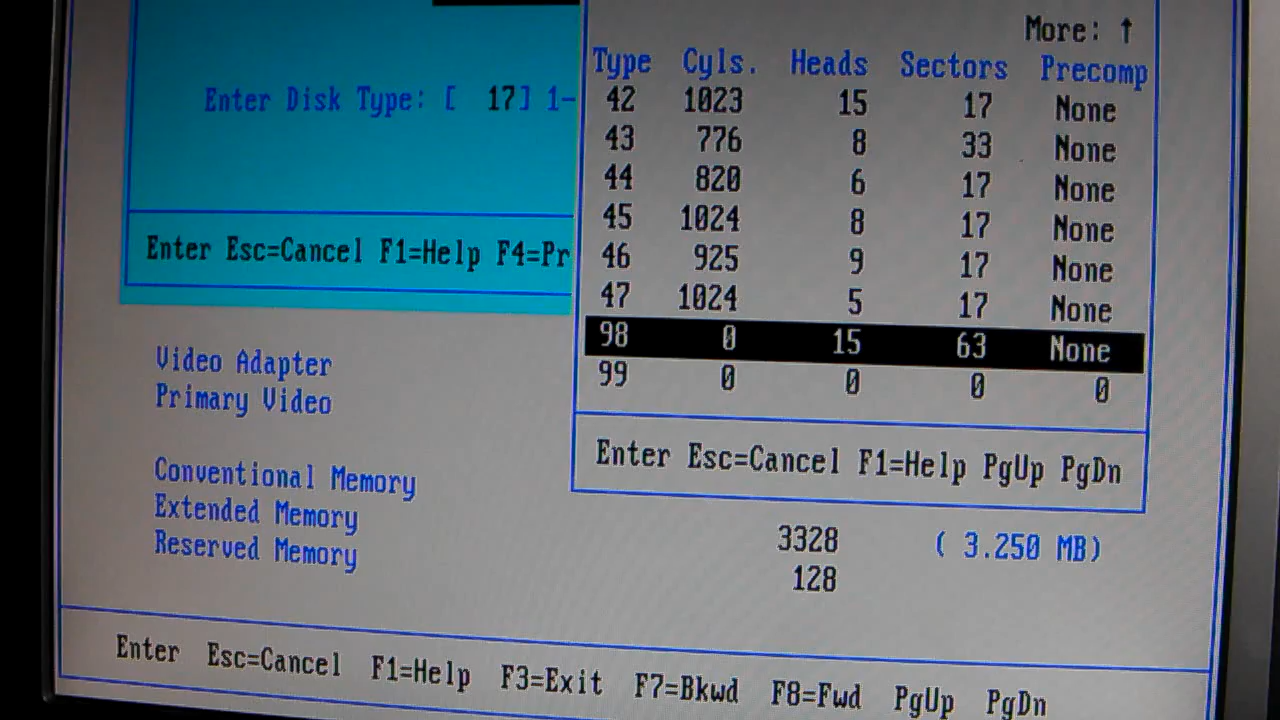 More: ↑
Type Cyls. Heads Sectors Precomp
Enter Disk Type: [ 17] 1-
42 1023 15 17 None
43 776 8 33 None
44 820 6 17 None
45 1024 8 17 None
46 925 9 17 None
47 1024 5 17 None
98 0 15 63 None
99 0 0 0 0
Enter Esc=Cancel F1=Help F4=Pr
Enter Esc=Cancel F1=Help PgUp PgDn
Video Adapter
Primary Video
Conventional Memory
Extended Memory 3328 ( 3.250 MB)
Reserved Memory 128
Enter Esc=Cancel F1=Help F3=Exit F7=Bkwd F8=Fwd PgUp PgDn